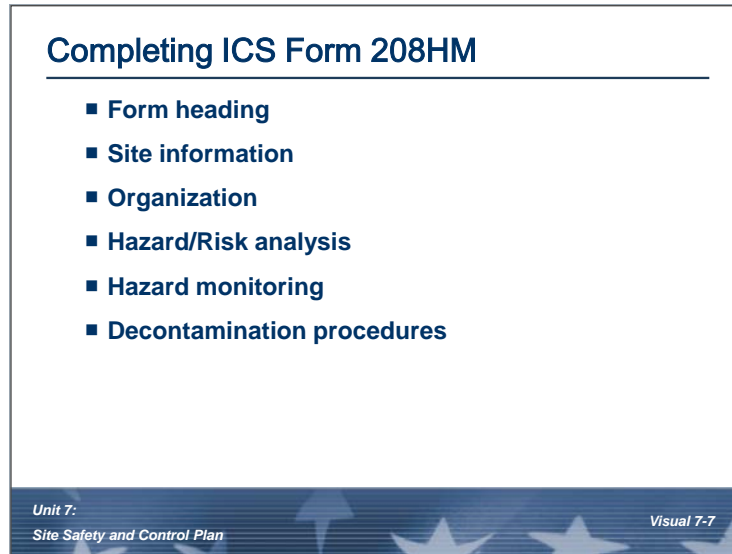 Completing ICS Form 208HM
■ Form heading
■ Site information
■ Organization
■ Hazard/Risk analysis
■ Hazard monitoring
■ Decontamination procedures
Unit 7:
Site Safety and Control Plan
Visual 7-7